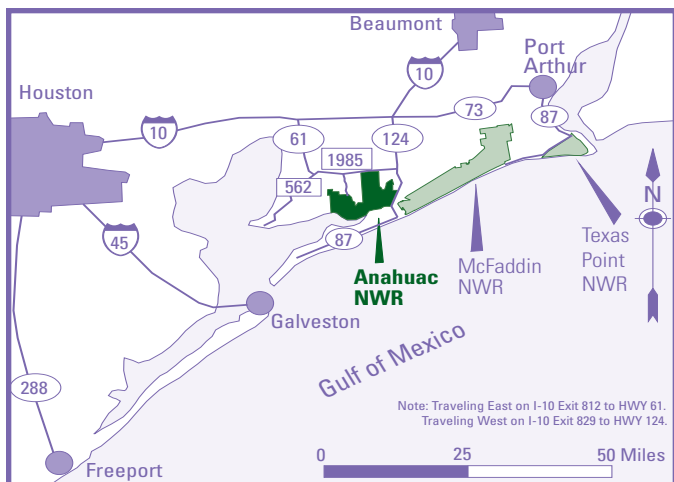 Beaumont
Port
Arthur
Houston
10
73
87
10
61
124
1985
562
N
45
87
Anahuac
NWR
McFaddin
NWR
Texas
Point
NWR
Galveston
Gulf of Mexico
288
Note: Traveling East on I-10 Exit 812 to HWY 61.
Traveling West on I-10 Exit 829 to HWY 124.
Freeport
0 25 50 Miles